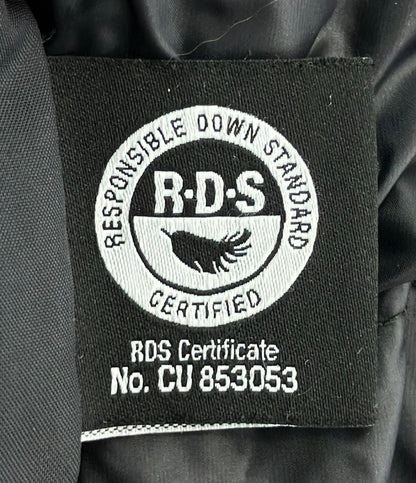 RESPONSIBLE DOWN STANDARD
R·D·S
CERTIFIED
RDS Certificate
No. CU 853053